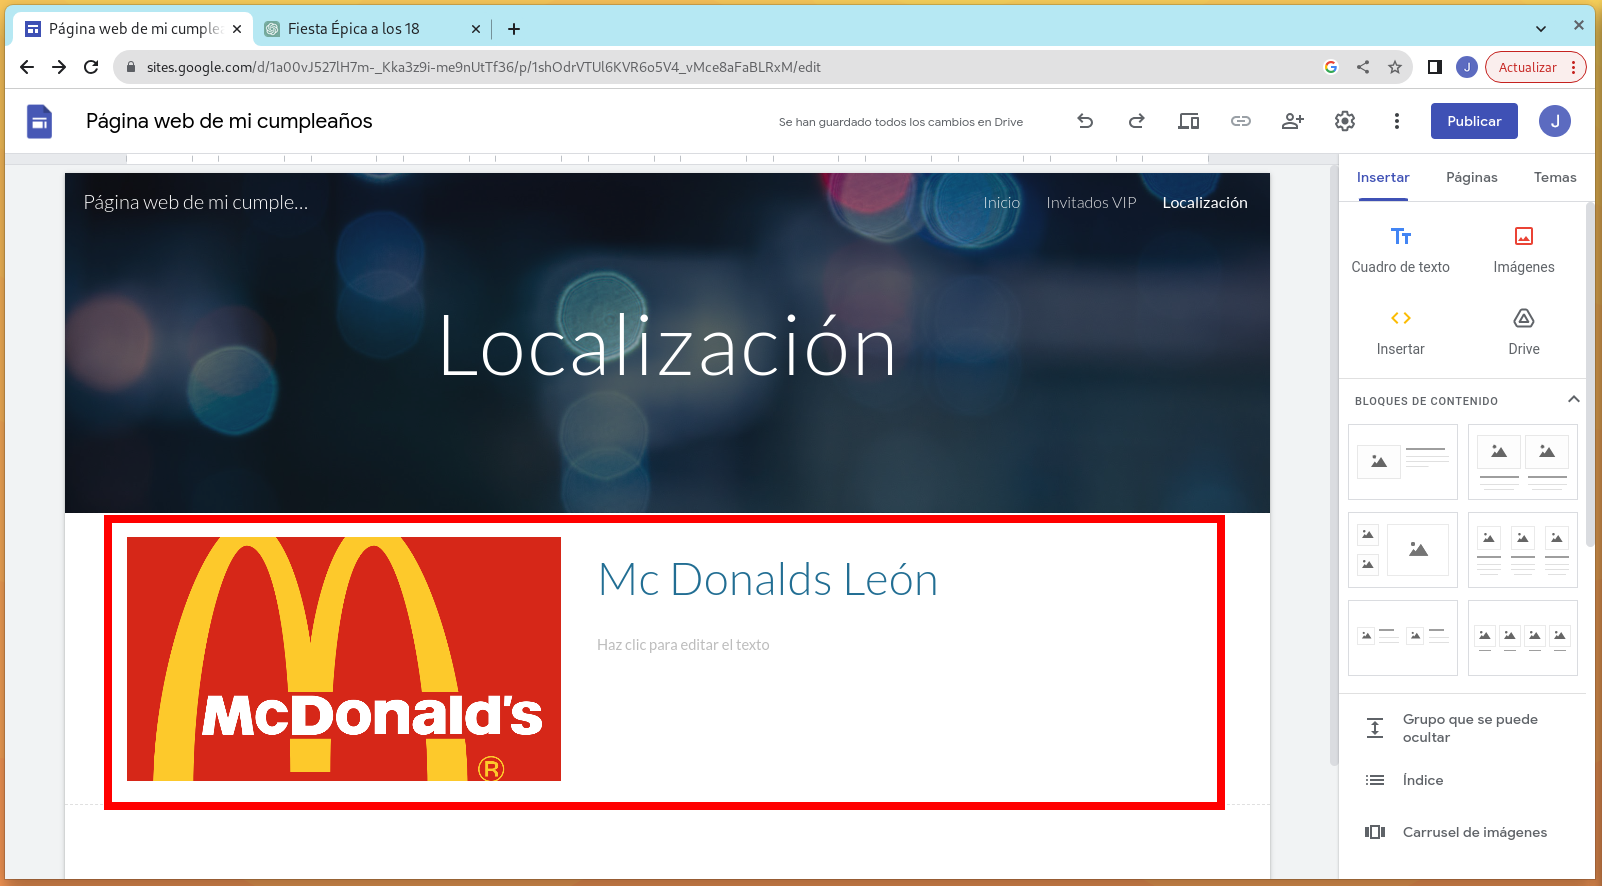 Página web de mi cumplea
Fiesta Épica a los 18
sites.google.com/d/1a00vJ527lH7m-_Kka3z9i-me9nUtTf36/p/1shOdrVTUl6KVR6o5V4_vMce8aFaBLRxM/edit
J
Actualizar
Página web de mi cumpleaños
Se han guardado todos los cambios en Drive
Publicar
J
Insertar
Páginas
Temas
Página web de mi cumple...
Inicio
Invitados VIP
Localización
Localización
Mc Donalds León
Haz clic para editar el texto
McDonald's
®
Cuadro de texto
Imágenes
Insertar
Drive
BLOQUES DE CONTENIDO
Grupo que se puede
ocultar
Índice
Carrusel de imágenes